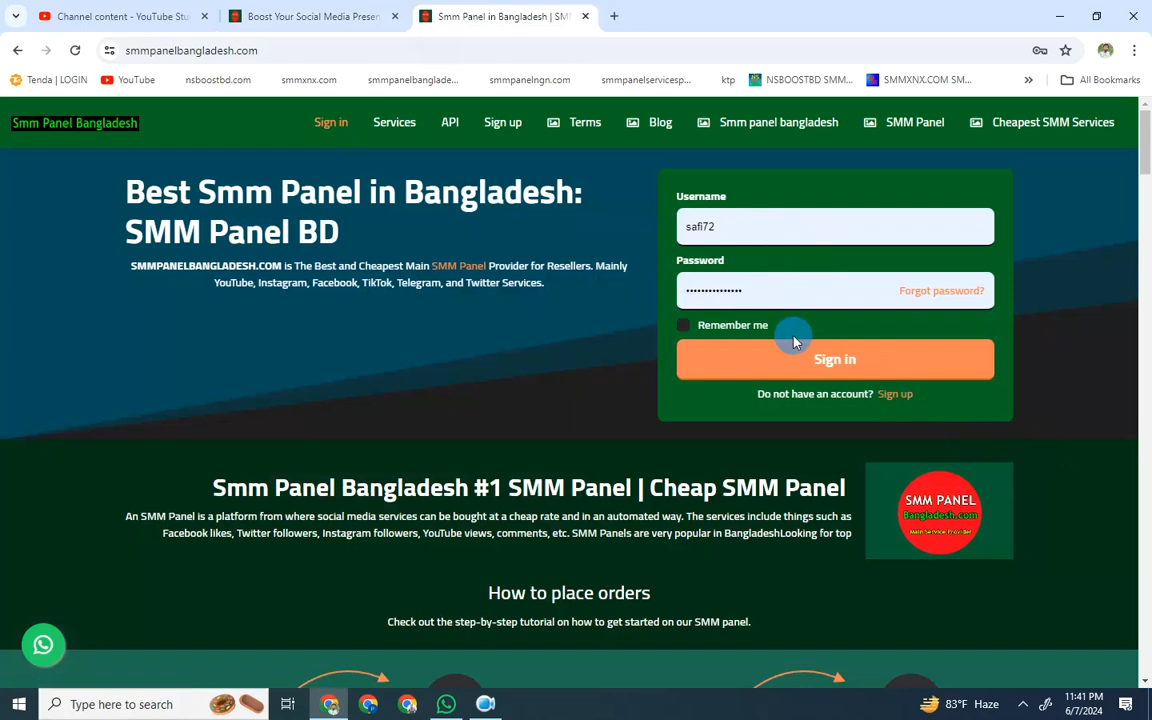 Channel content - YouTube Stu
Boost Your Social Media Presen
Smm Panel in Bangladesh | SMM
smmpanelbangladesh.com
Tenda | LOGIN
YouTube
nsboostbd.com
smmxnx.com
smmpanelbanglade...
smmpanelngn.com
smmpanelservicesp...
ktp
NSBOOSTBD SMM...
SMMXNX.COM SM...
All Bookmarks
Smm Panel Bangladesh
Sign in
Services
API
Sign up
Terms
Blog
Smm panel bangladesh
SMM Panel
Cheapest SMM Services
Best Smm Panel in Bangladesh:
SMM Panel BD
SMMPANELBANGLADESH.COM is The Best and Cheapest Main SMM Panel Provider for Resellers. Mainly
YouTube, Instagram, Facebook, TikTok, Telegram, and Twitter Services.
Username
safi72
Password
Forgot password?
Remember me
Sign in
Do not have an account? Sign up
Smm Panel Bangladesh #1 SMM Panel | Cheap SMM Panel
An SMM Panel is a platform from where social media services can be bought at a cheap rate and in an automated way. The services include things such as
Facebook likes, Twitter followers, Instagram followers, YouTube views, comments, etc. SMM Panels are very popular in BangladeshLooking for top
SMM PANEL
Bangladesh.com
Main Service Provider
How to place orders
Check out the step-by-step tutorial on how to get started on our SMM panel.
Type here to search
83°F Haze
11:41 PM
6/7/2024